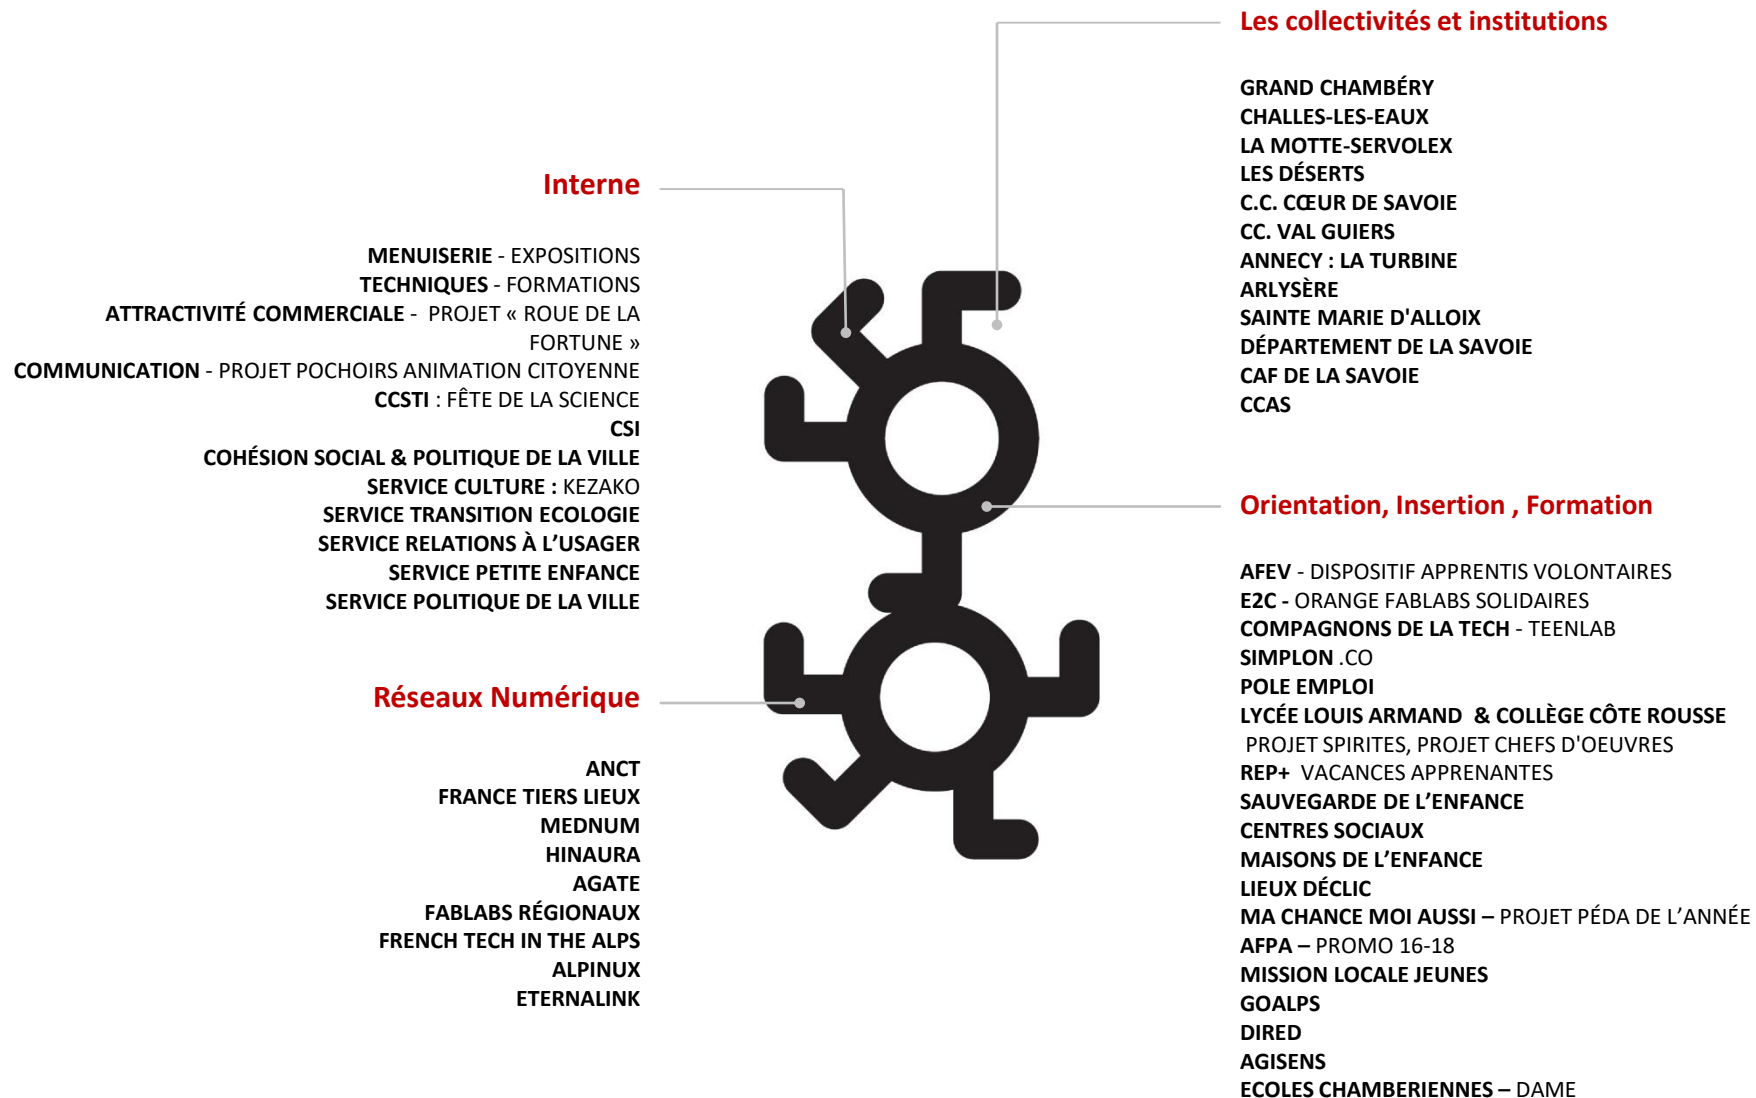 Interne
MENUISERIE - EXPOSITIONS
TECHNIQUES - FORMATIONS
ATTRACTIVITÉ COMMERCIALE - PROJET « ROUE DE LA
FORTUNE »
COMMUNICATION - PROJET POCHOIRS ANIMATION CITOYENNE
CCSTI : FÊTE DE LA SCIENCE
CSI
COHÉSION SOCIAL & POLITIQUE DE LA VILLE
SERVICE CULTURE : KEZAKO
SERVICE TRANSITION ECOLOGIE
SERVICE RELATIONS À L’USAGER
SERVICE PETITE ENFANCE
SERVICE POLITIQUE DE LA VILLE
Réseaux Numérique
ANCT
FRANCE TIERS LIEUX
MEDNUM
HINAURA
AGATE
FABLABS RÉGIONAUX
FRENCH TECH IN THE ALPS
ALPINUX
ETERNALINK
Les collectivités et institutions
GRAND CHAMBÉRY
CHALLES-LES-EAUX
LA MOTTE-SERVOLEX
LES DÉSERTS
C.C. CŒUR DE SAVOIE
CC. VAL GUIERS
ANNECY : LA TURBINE
ARLYSÈRE
SAINTE MARIE D'ALLOIX
DÉPARTEMENT DE LA SAVOIE
CAF DE LA SAVOIE
CCAS
Orientation, Insertion , Formation
AFEV - DISPOSITIF APPRENTIS VOLONTAIRES
E2C - ORANGE FABLABS SOLIDAIRES
COMPAGNONS DE LA TECH - TEENLAB
SIMPLON .CO
POLE EMPLOI
LYCÉE LOUIS ARMAND & COLLÈGE CÔTE ROUSSE
PROJET SPIRITES, PROJET CHEFS D'OEUVRES
REP+ VACANCES APPRENANTES
SAUVEGARDE DE L’ENFANCE
CENTRES SOCIAUX
MAISONS DE L’ENFANCE
LIEUX DÉCLIC
MA CHANCE MOI AUSSI – PROJET PÉDA DE L’ANNÉE
AFPA – PROMO 16-18
MISSION LOCALE JEUNES
GOALPS
DIRED
AGISENS
ECOLES CHAMBERIENNES – DAME